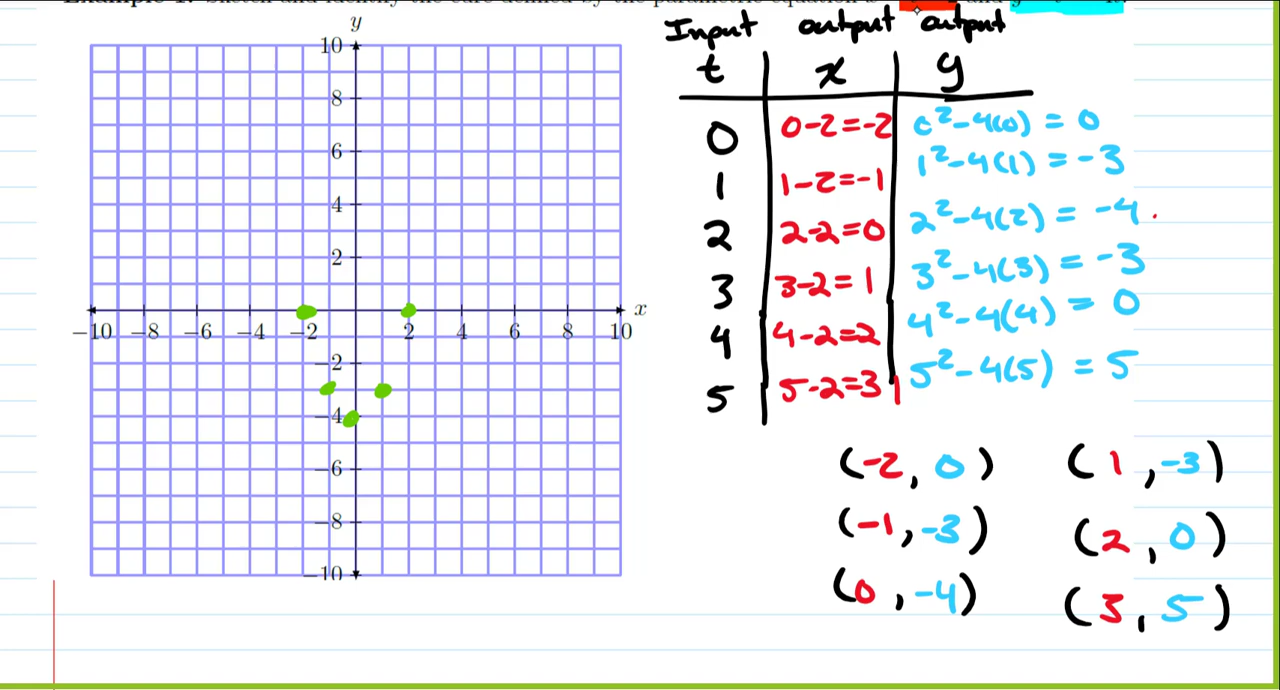 y
10
8
6
4
2
x
−10 −8 −6 −4 −2 2 4 6 8 10
−2
−4
−6
−8
−10
Input output output
t x y
0 0-2=-2 0²-4(0) = 0
1 1-2=-1 1²-4(1) = -3
2 2-2=0 2²-4(2) = -4
3 3-2=1 3²-4(3) = -3
4 4-2=2 4²-4(4) = 0
5 5-2=3 5²-4(5) = 5
(-2, 0) (1, -3)
(-1, -3) (2, 0)
(0, -4) (3, 5)